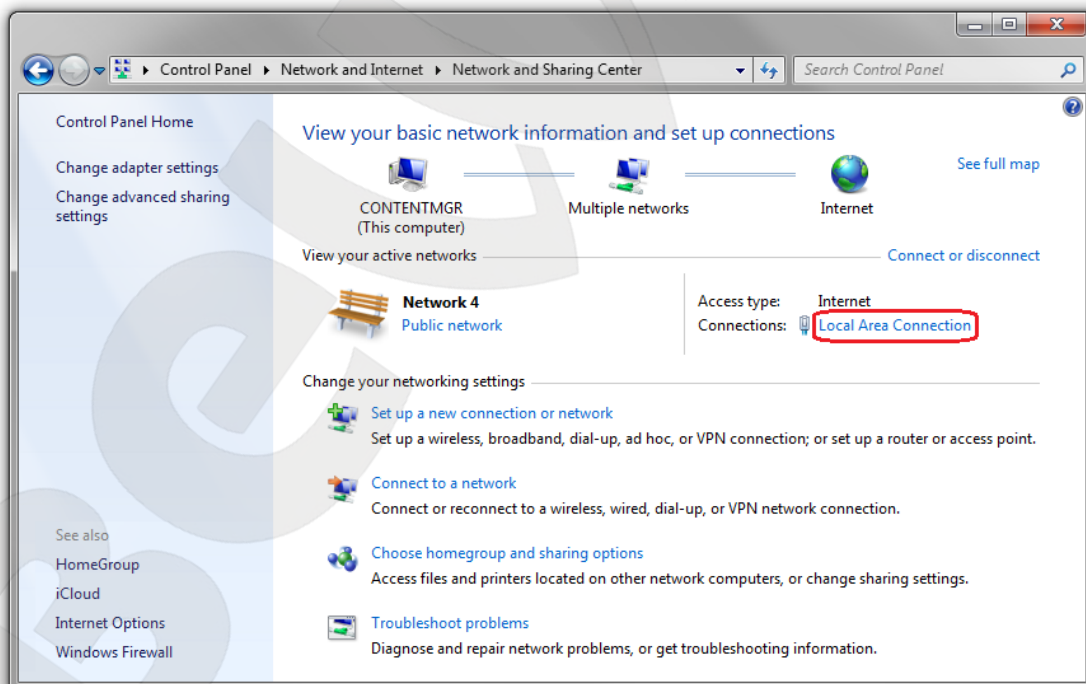 Control Panel Network and Internet Network and Sharing Center Search Control Panel
Control Panel Home
Change adapter settings
Change advanced sharing
settings
View your basic network information and set up connections
See full map
CONTENTMGR
(This computer)
Multiple networks
Internet
View your active networks
Connect or disconnect
Network 4
Public network
Access type: Internet
Connections: Local Area Connection
Change your networking settings
Set up a new connection or network
Set up a wireless, broadband, dial-up, ad hoc, or VPN connection; or set up a router or access point.
Connect to a network
Connect or reconnect to a wireless, wired, dial-up, or VPN network connection.
Choose homegroup and sharing options
Access files and printers located on other network computers, or change sharing settings.
Troubleshoot problems
Diagnose and repair network problems, or get troubleshooting information.
See also
HomeGroup
iCloud
Internet Options
Windows Firewall